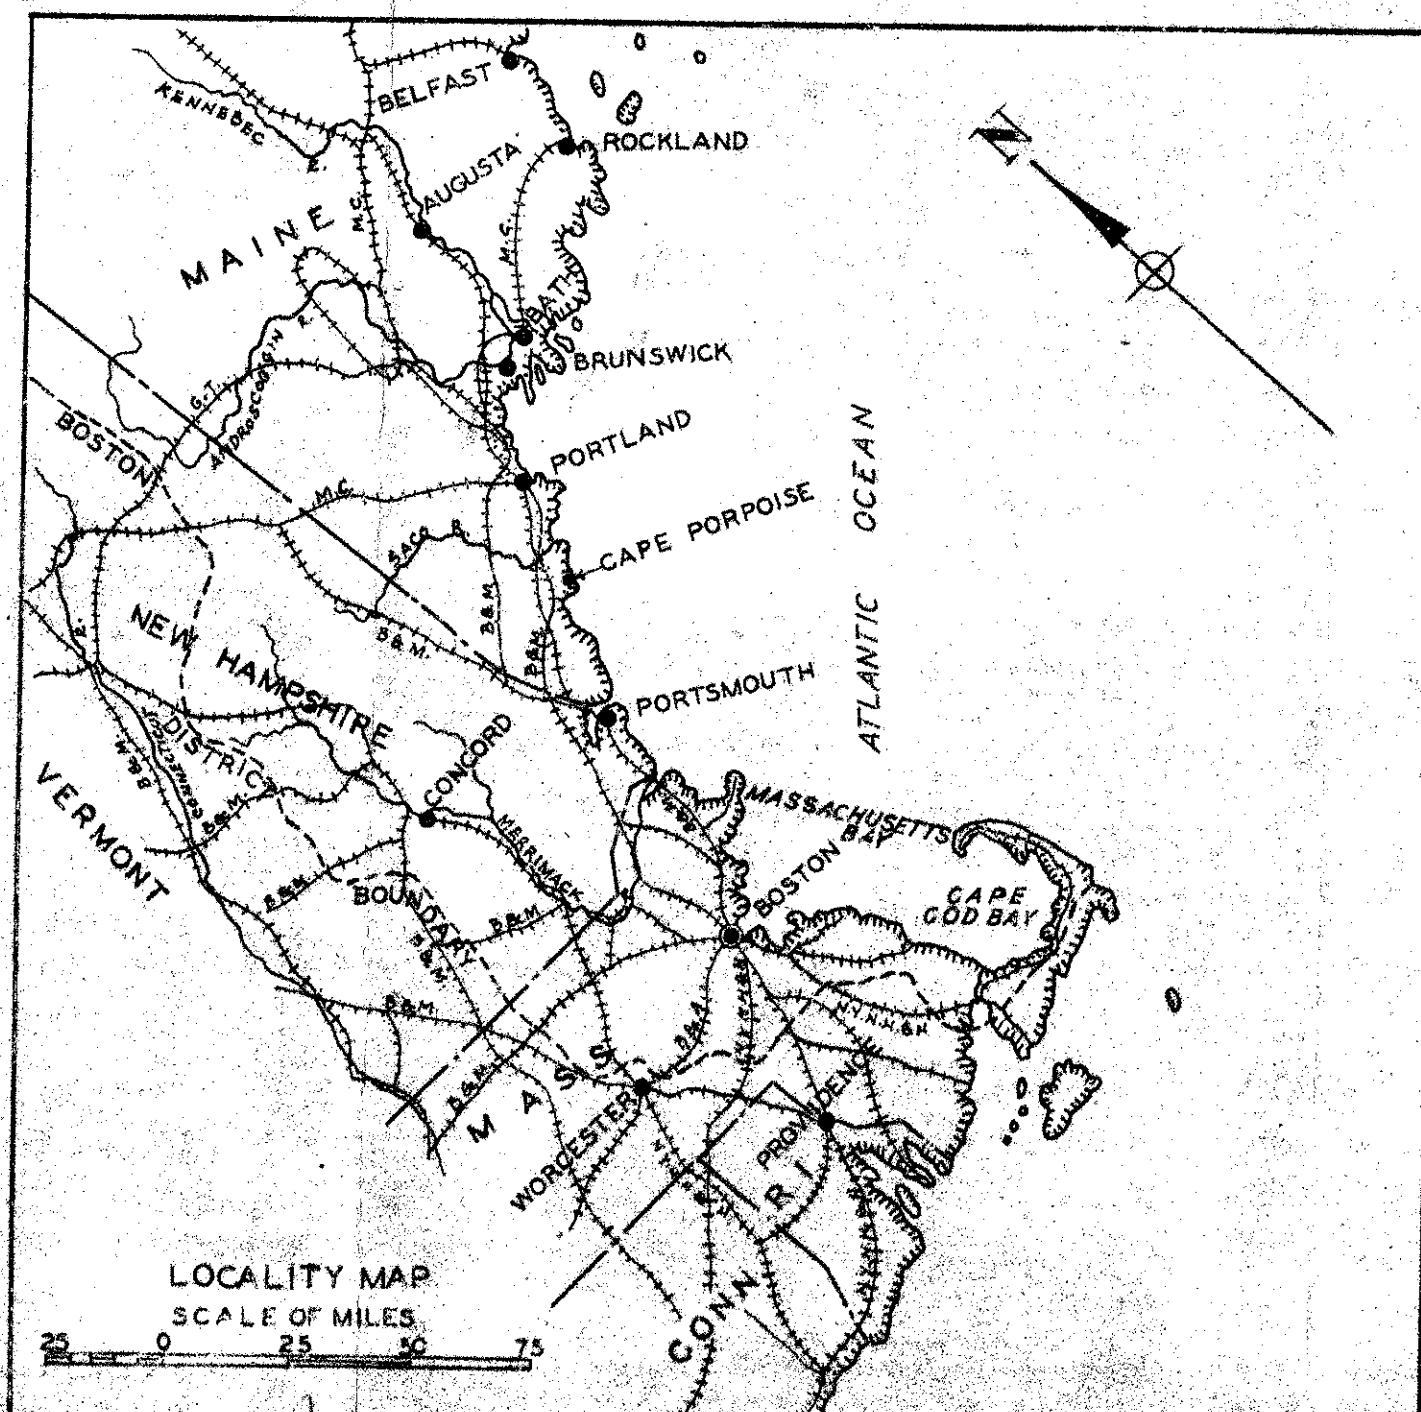 BELFAST
KENNEBEC
R.
ROCKLAND
N
AUGUSTA
MAINE
M.C.
M.C.
BATH
BRUNSWICK
ANDROSCOGGIN R.
G.T.
BOSTON
PORTLAND
ATLANTIC OCEAN
M.C.
SACO R.
CAPE PORPOISE
B & M.
B & M.
B & M.
NEW HAMPSHIRE
R.
PORTSMOUTH
DISTRICT
CONCORD
VERMONT
B & M.
CONNECTICUT
B & M.
MASSACHUSETTS
BAY
B & M.
MERRIMACK
BOSTON
CAPE
COD BAY
B & M.
BOUNDARY
B & M.
B & M.
B & M.
B & A
N.Y.N.H.& H
N.Y.N.H.& H
B & M.
MASS
WORCESTER
PROVIDENCE
N.Y.N.H.& H
R I
N.Y.N.H.& H
CONN
LOCALITY MAP
SCALE OF MILES
25 0 25 50 75